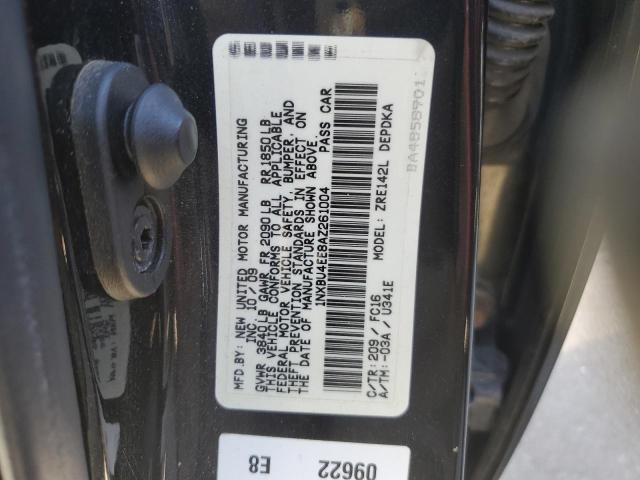 MFD BY: NEW UNITED MOTOR MANUFACTURING
INC. 10/09
GVWR 3840LB GAWR FR 2090LB RR 1850LB
THIS VEHICLE CONFORMS TO ALL APPLICABLE
FEDERAL MOTOR VEHICLE SAFETY, BUMPER, AND
THEFT PREVENTION STANDARDS IN EFFECT ON
THE DATE OF MANUFACTURE SHOWN ABOVE.
1NXBU4EE8AZ261004 PASS CAR
MODEL: ZRE142L DEPDKA
C/TR: 209/FC16
A/TM: -03A/U341E
BA4858901
09622
E8